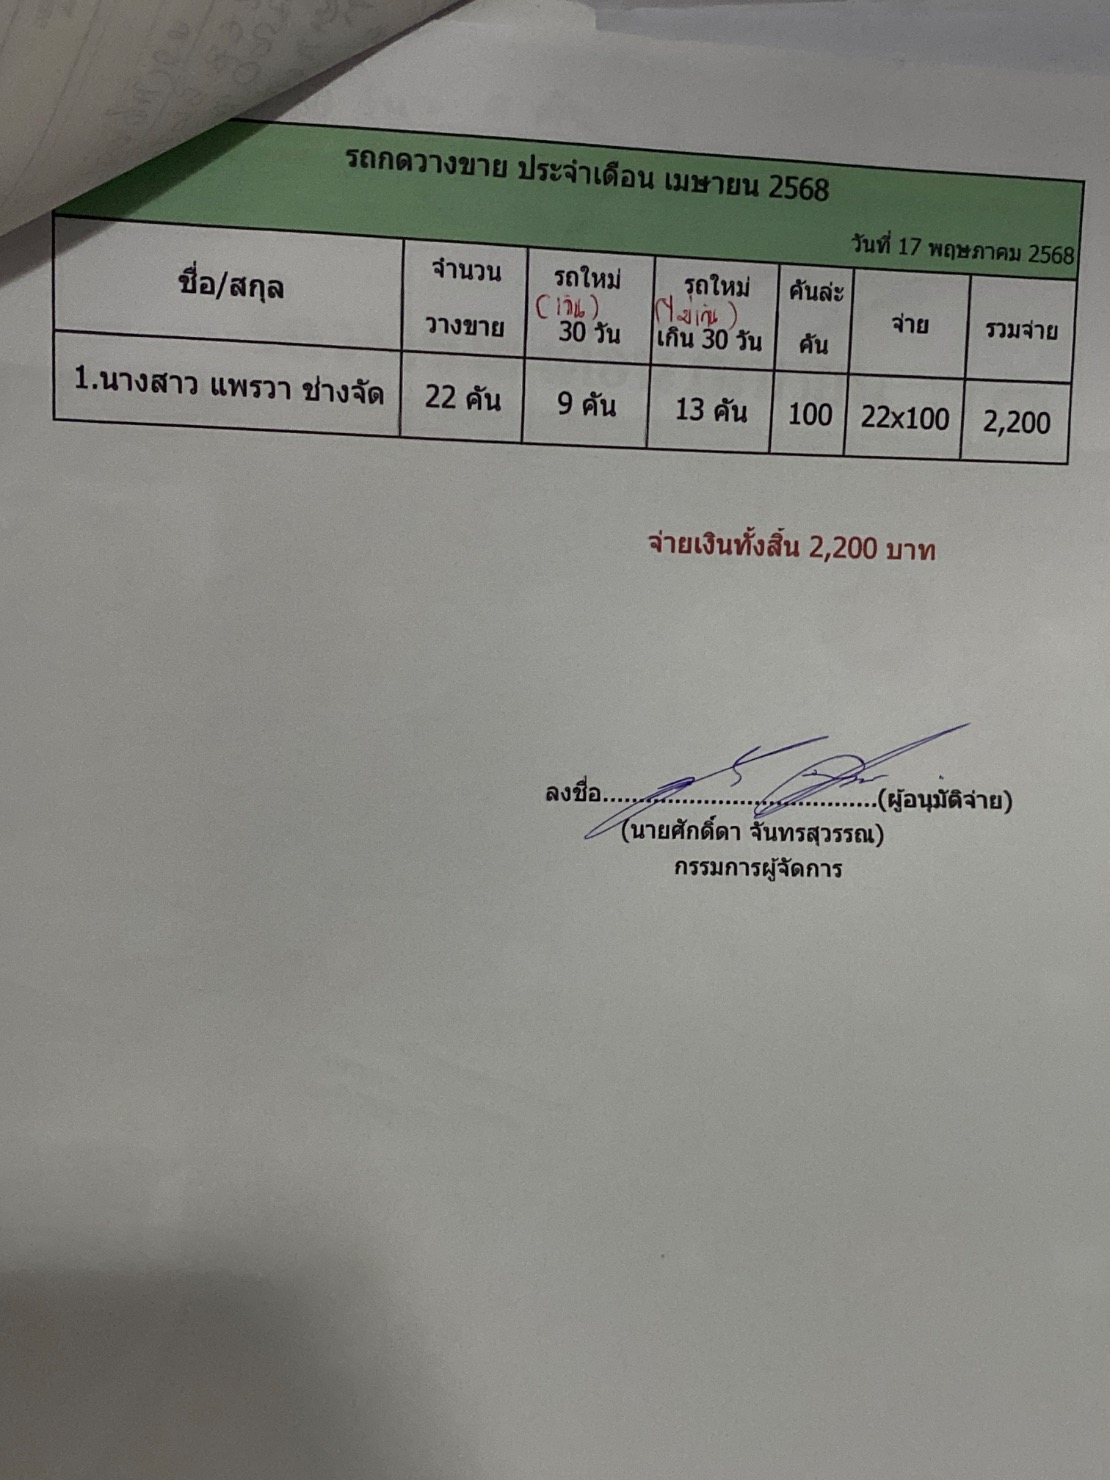 รถกดวางขาย ประจำเดือน เมษายน 2568
วันที่ 17 พฤษภาคม 2568
ชื่อ/สกุล จำนวน วางขาย รถใหม่ (เกิน) 30 วัน รถใหม่ (ไม่เกิน) เกิน 30 วัน คันล่ะ คัน จ่าย รวมจ่าย
1.นางสาว แพรวา ช่างจัด 22 คัน 9 คัน 13 คัน 100 22x100 2,200
จ่ายเงินทั้งสิ้น 2,200 บาท
ลงชื่อ..........................................(ผู้อนุมัติจ่าย)
(นายศักดิ์ดา จันทรสุวรรณ)
กรรมการผู้จัดการ